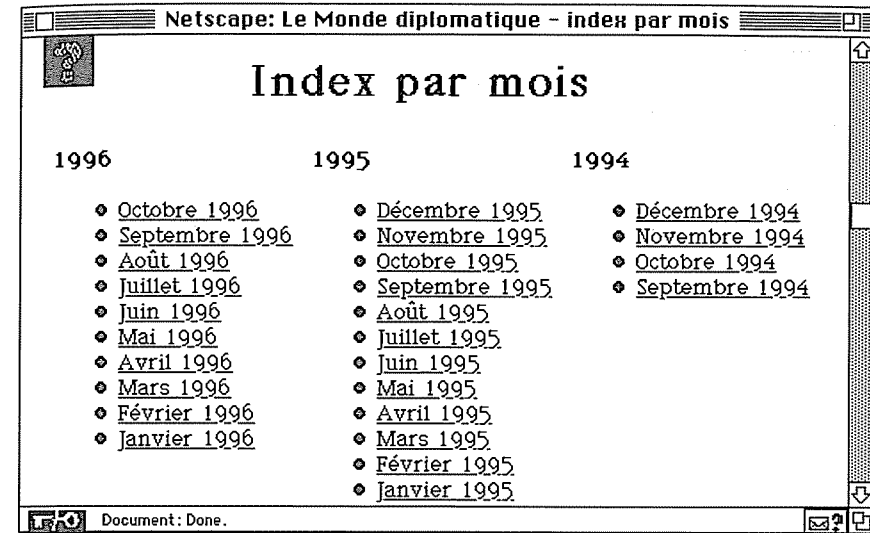 Netscape: Le Monde diplomatique - index par mois
Index par mois
1996
Octobre 1996
Septembre 1996
Août 1996
Juillet 1996
Juin 1996
Mai 1996
Avril 1996
Mars 1996
Février 1996
Janvier 1996
1995
Décembre 1995
Novembre 1995
Octobre 1995
Septembre 1995
Août 1995
Juillet 1995
Juin 1995
Mai 1995
Avril 1995
Mars 1995
Février 1995
Janvier 1995
1994
Décembre 1994
Novembre 1994
Octobre 1994
Septembre 1994
Document: Done.
?